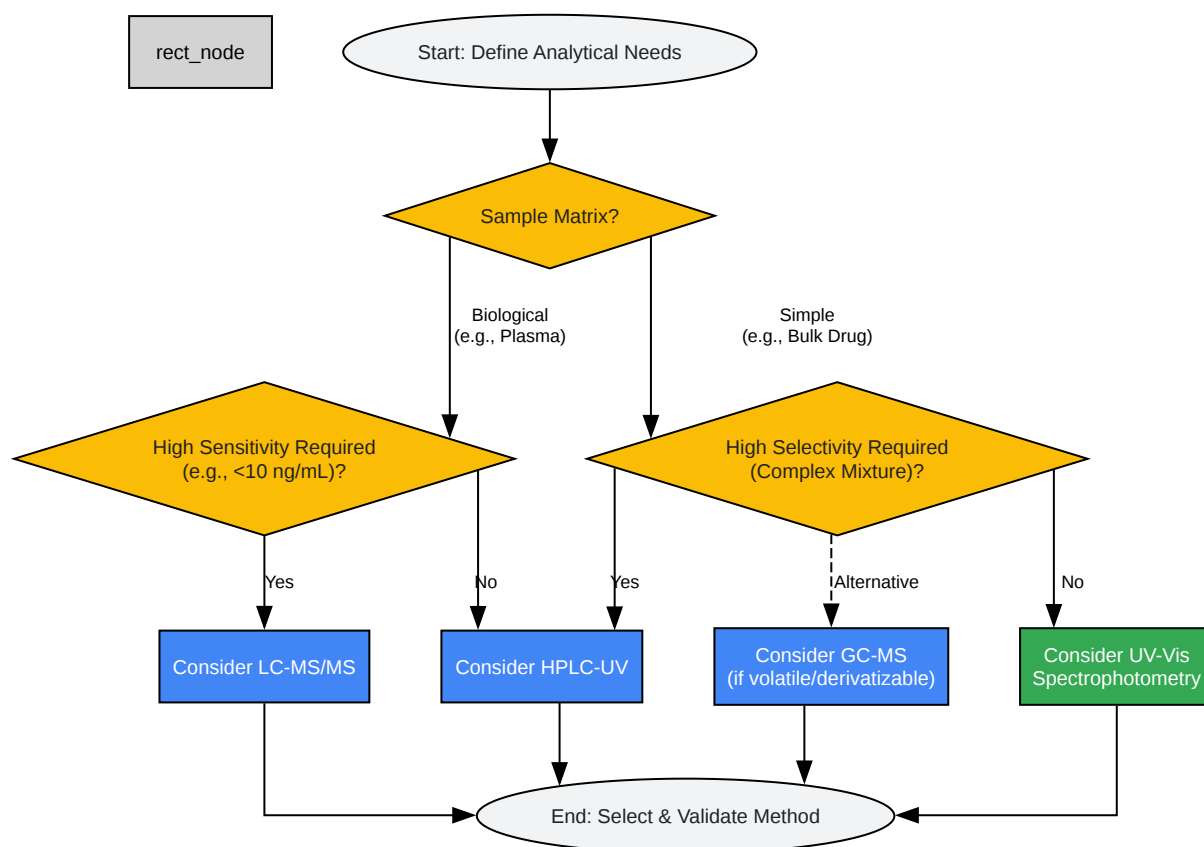 rect_node
Start: Define Analytical Needs
Sample Matrix?
Biological
(e.g., Plasma)
Simple
(e.g., Bulk Drug)
High Sensitivity Required
(e.g., <10 ng/mL)?
High Selectivity Required
(Complex Mixture)?
Yes
No
Yes
Alternative
No
Consider LC-MS/MS
Consider HPLC-UV
Consider GC-MS
(if volatile/derivatizable)
Consider UV-Vis
Spectrophotometry
End: Select & Validate Method